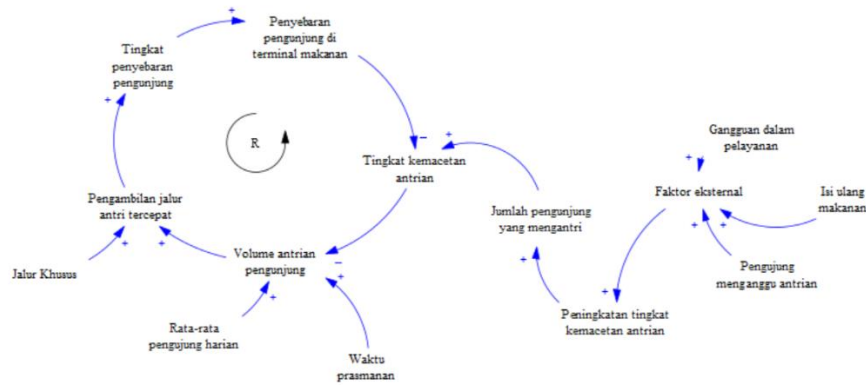 Penyebaran
pengunjung di
terminal makanan
Tingkat
penyebaran
pengunjung
R
Tingkat kemacetan
antrian
Gangguan dalam
pelayanan
Faktor eksternal
Isi ulang
makanan
Pengambilan jalur
antri tercepat
Jumlah pengunjung
yang mengantri
Jalur Khusus
Volume antrian
pengunjung
Pengujung
menganggu antrian
Rata-rata
pengujung harian
Waktu
prasmanan
Peningkatan tingkat
kemacetan antrian